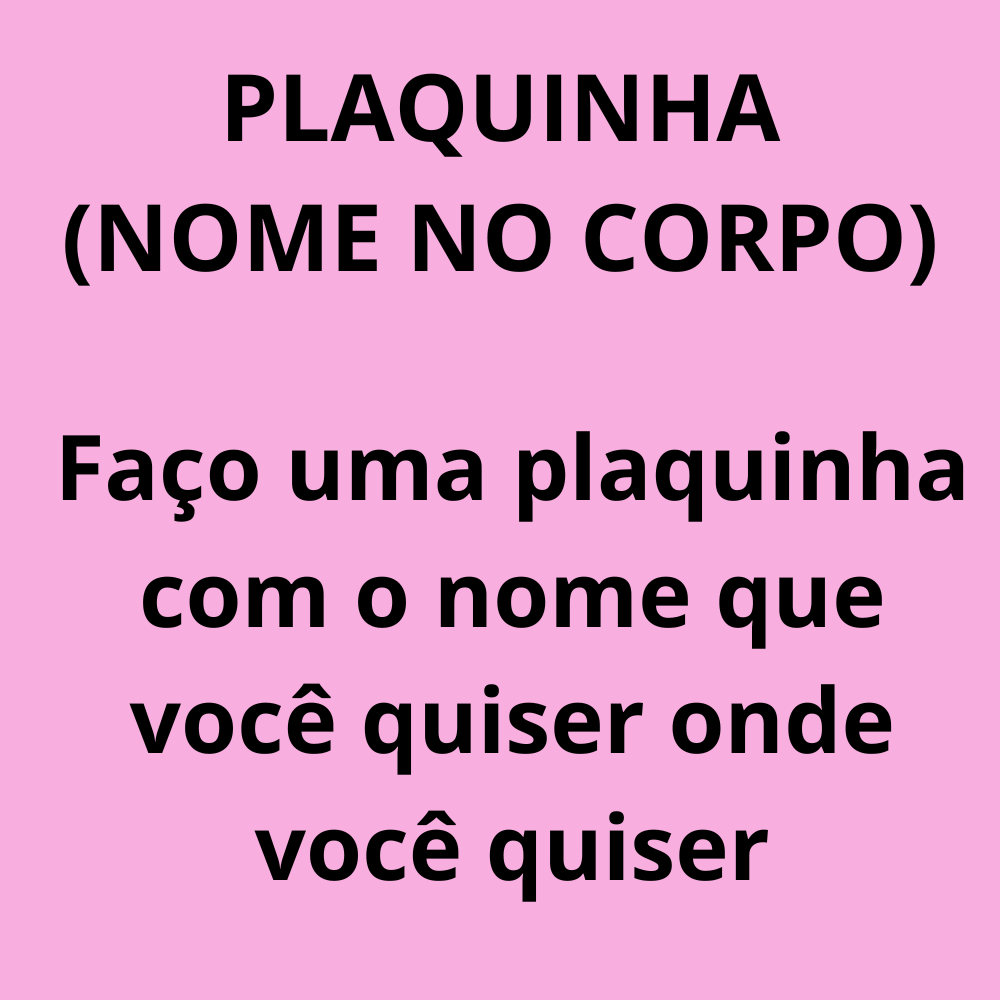 PLAQUINHA
(NOME NO CORPO)
Faço uma plaquinha
com o nome que
você quiser onde
você quiser